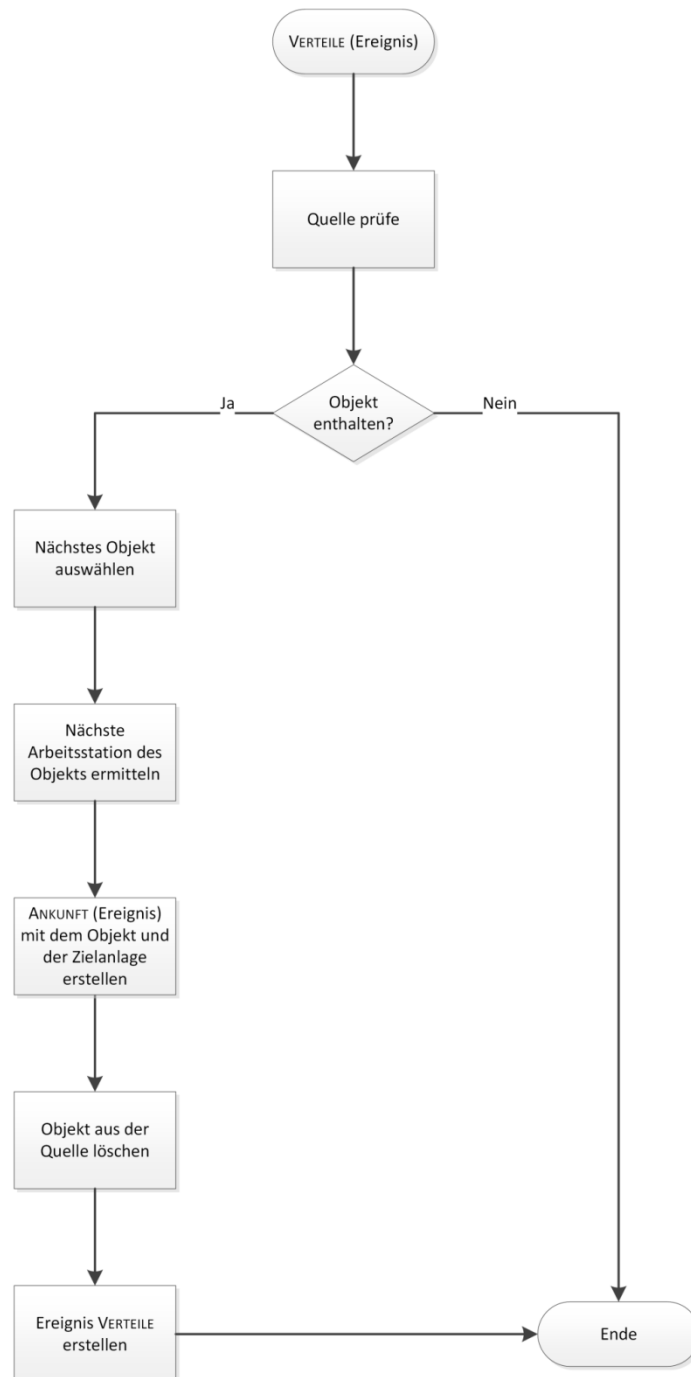 VERTEILE (Ereignis)
Quelle prüfe
Objekt
enthalten?
Ja
Nein
Nächstes Objekt
auswählen
Nächste
Arbeitsstation des
Objekts ermitteln
ANKUNFT (Ereignis)
mit dem Objekt und
der Zielanlage
erstellen
Objekt aus der
Quelle löschen
Ereignis VERTEILE
erstellen
Ende